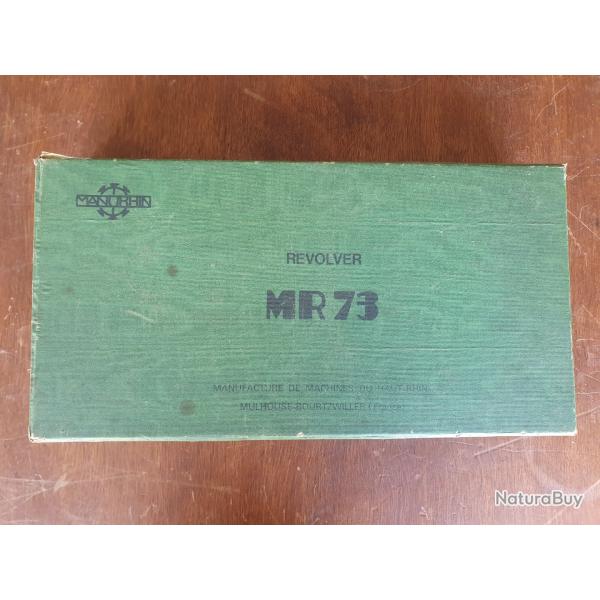 MANURHIN
REVOLVER
MR 73
MANUFACTURE DE MACHINES DU HAUT-RHIN
MULHOUSE-BOURTZWILLER
NaturaBuy